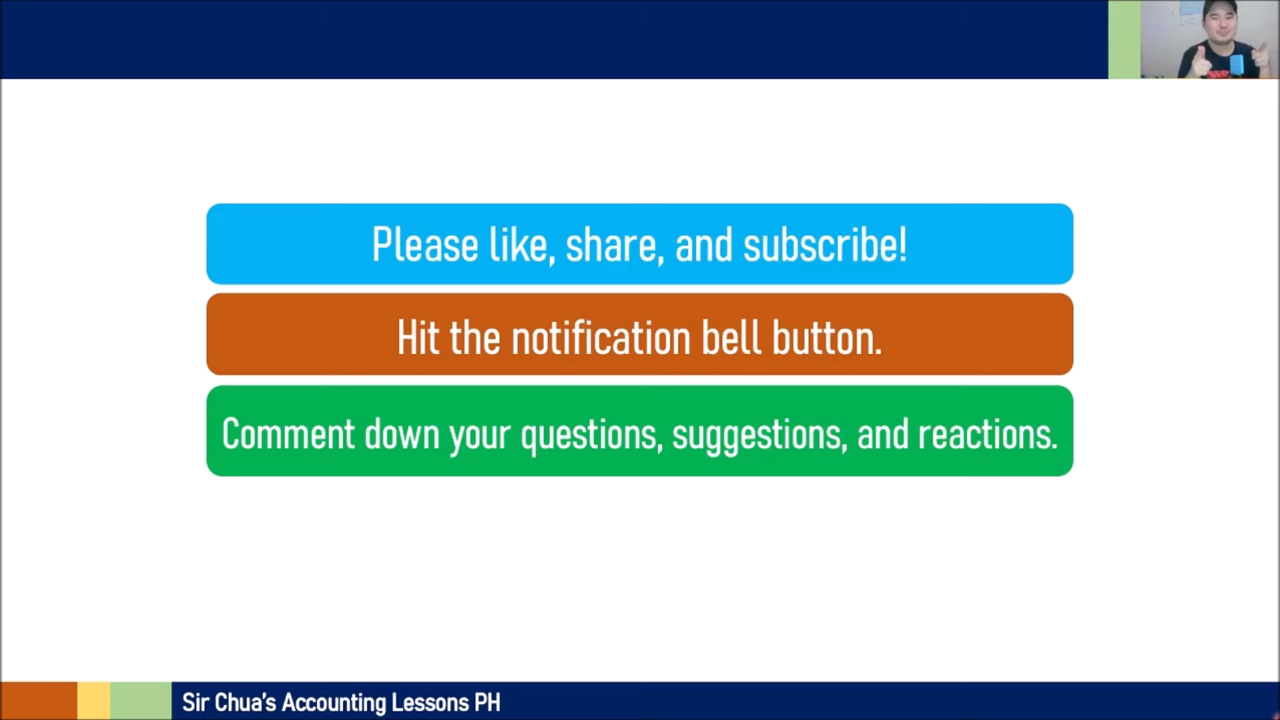 Please like, share, and subscribe!
Hit the notification bell button.
Comment down your questions, suggestions, and reactions.
Sir Chua's Accounting Lessons PH